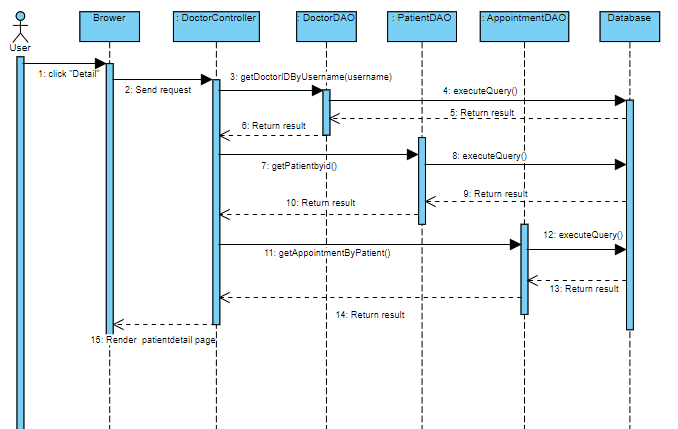 User
Brower
: DoctorController
: DoctorDAO
: PatientDAO
: AppointmentDAO
Database
1: click "Detail"
2: Send request
3: getDoctorIDByUsername(username)
4: executeQuery()
5: Return result
6: Return result
7: getPatientbyid()
8: executeQuery()
9: Return result
10: Return result
11: getAppointmentByPatient()
12: executeQuery()
13: Return result
14: Return result
15: Render patientdetail page